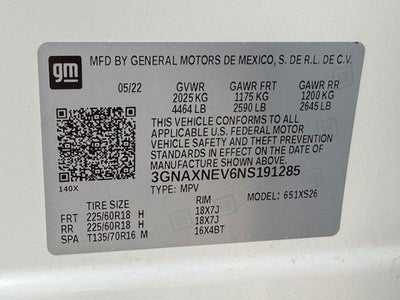 gm
MFD BY GENERAL MOTORS DE MEXICO, S. DE R.L. DE C.V.
05/22 GVWR GAWR FRT GAWR RR
2025 KG 1175 KG 1200 KG
4464 LB 2590 LB 2645 LB
THIS VEHICLE CONFORMS TO ALL
APPLICABLE U.S. FEDERAL MOTOR
VEHICLE SAFETY AND THEFT PREVENTION
STANDARDS IN EFFECT ON THE DATE OF
MANUFACTURE SHOWN ABOVE.
3GNAXNEV6NS191285
140X TYPE: MPV MODEL: 651XS26
TIRE SIZE RIM
FRT 225/60R18 H 18X7J
RR 225/60R18 H 18X7J
SPA T135/70R16 M 16X4BT